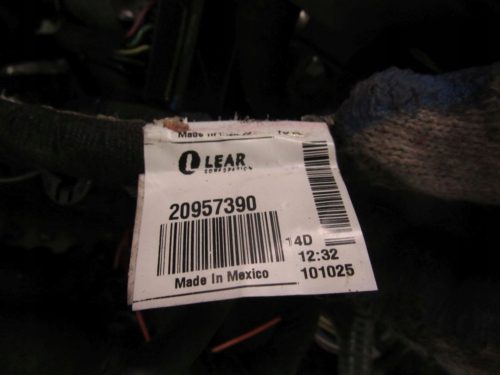 LEAR
CORPORATION
20957390
14D
12:32
Made In Mexico
101025